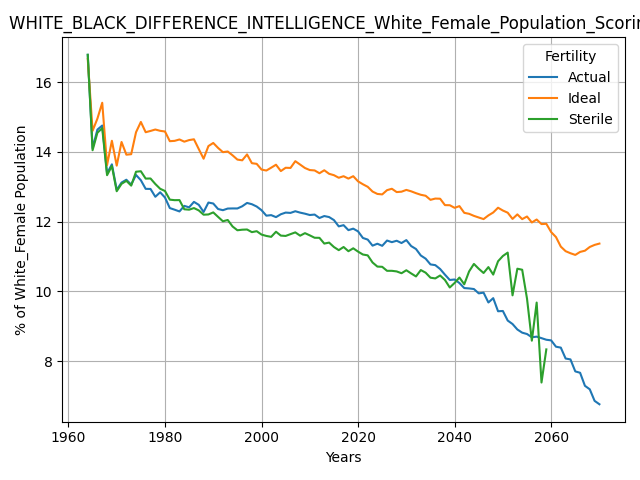 WHITE_BLACK_DIFFERENCE_INTELLIGENCE_White_Female_Population_Scorin
Fertility
Actual
Ideal
Sterile
% of White_Female Population
16
14
12
10
8
1960 1980 2000 2020 2040 2060
Years